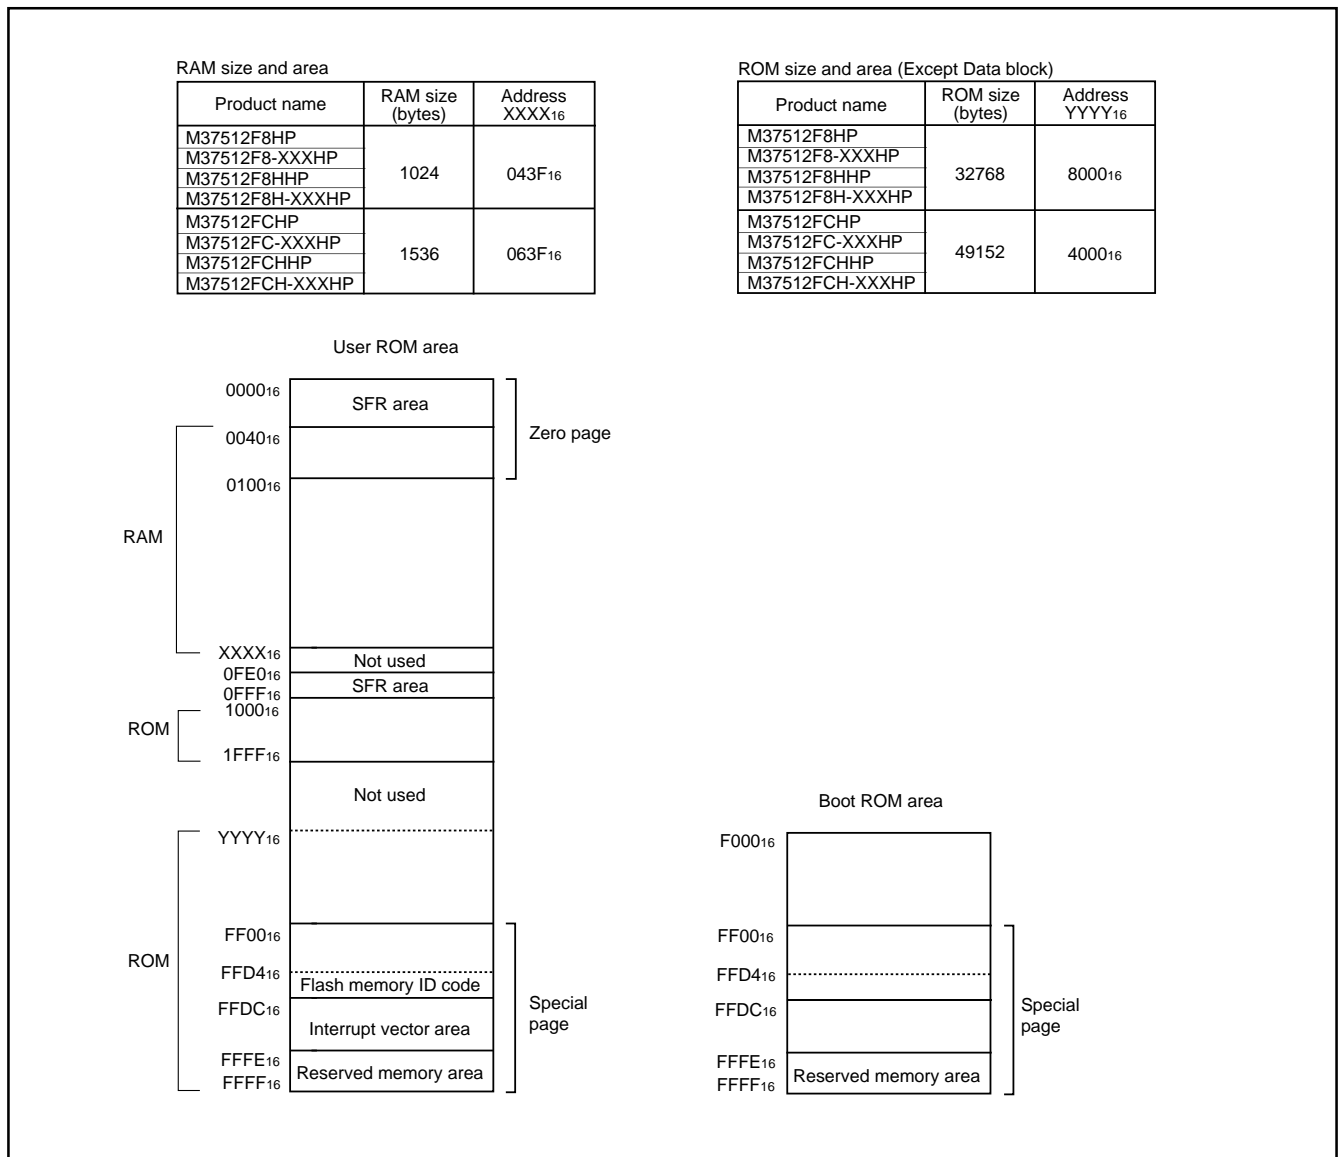 RAM size and area
Product name
RAM size (bytes)
Address XXXX16
M37512F8HP
M37512F8-XXXHP
M37512F8HHP
M37512F8H-XXXHP
1024
043F16
M37512FCHP
M37512FC-XXXHP
M37512FCHHP
M37512FCH-XXXHP
1536
063F16
ROM size and area (Except Data block)
Product name
ROM size (bytes)
Address YYYY16
M37512F8HP
M37512F8-XXXHP
M37512F8HHP
M37512F8H-XXXHP
32768
800016
M37512FCHP
M37512FC-XXXHP
M37512FCHHP
M37512FCH-XXXHP
49152
400016
User ROM area
000016
SFR area
Zero page
004016
010016
RAM
XXXX16
Not used
0FE016
SFR area
0FFF16
100016
ROM
1FFF16
Not used
YYYY16
FF0016
ROM
FFD416
Flash memory ID code
FFDC16
Special page
Interrupt vector area
FFFE16
Reserved memory area
FFFF16
Boot ROM area
F00016
FF0016
FFD416
FFDC16
Special page
FFFE16
Reserved memory area
FFFF16